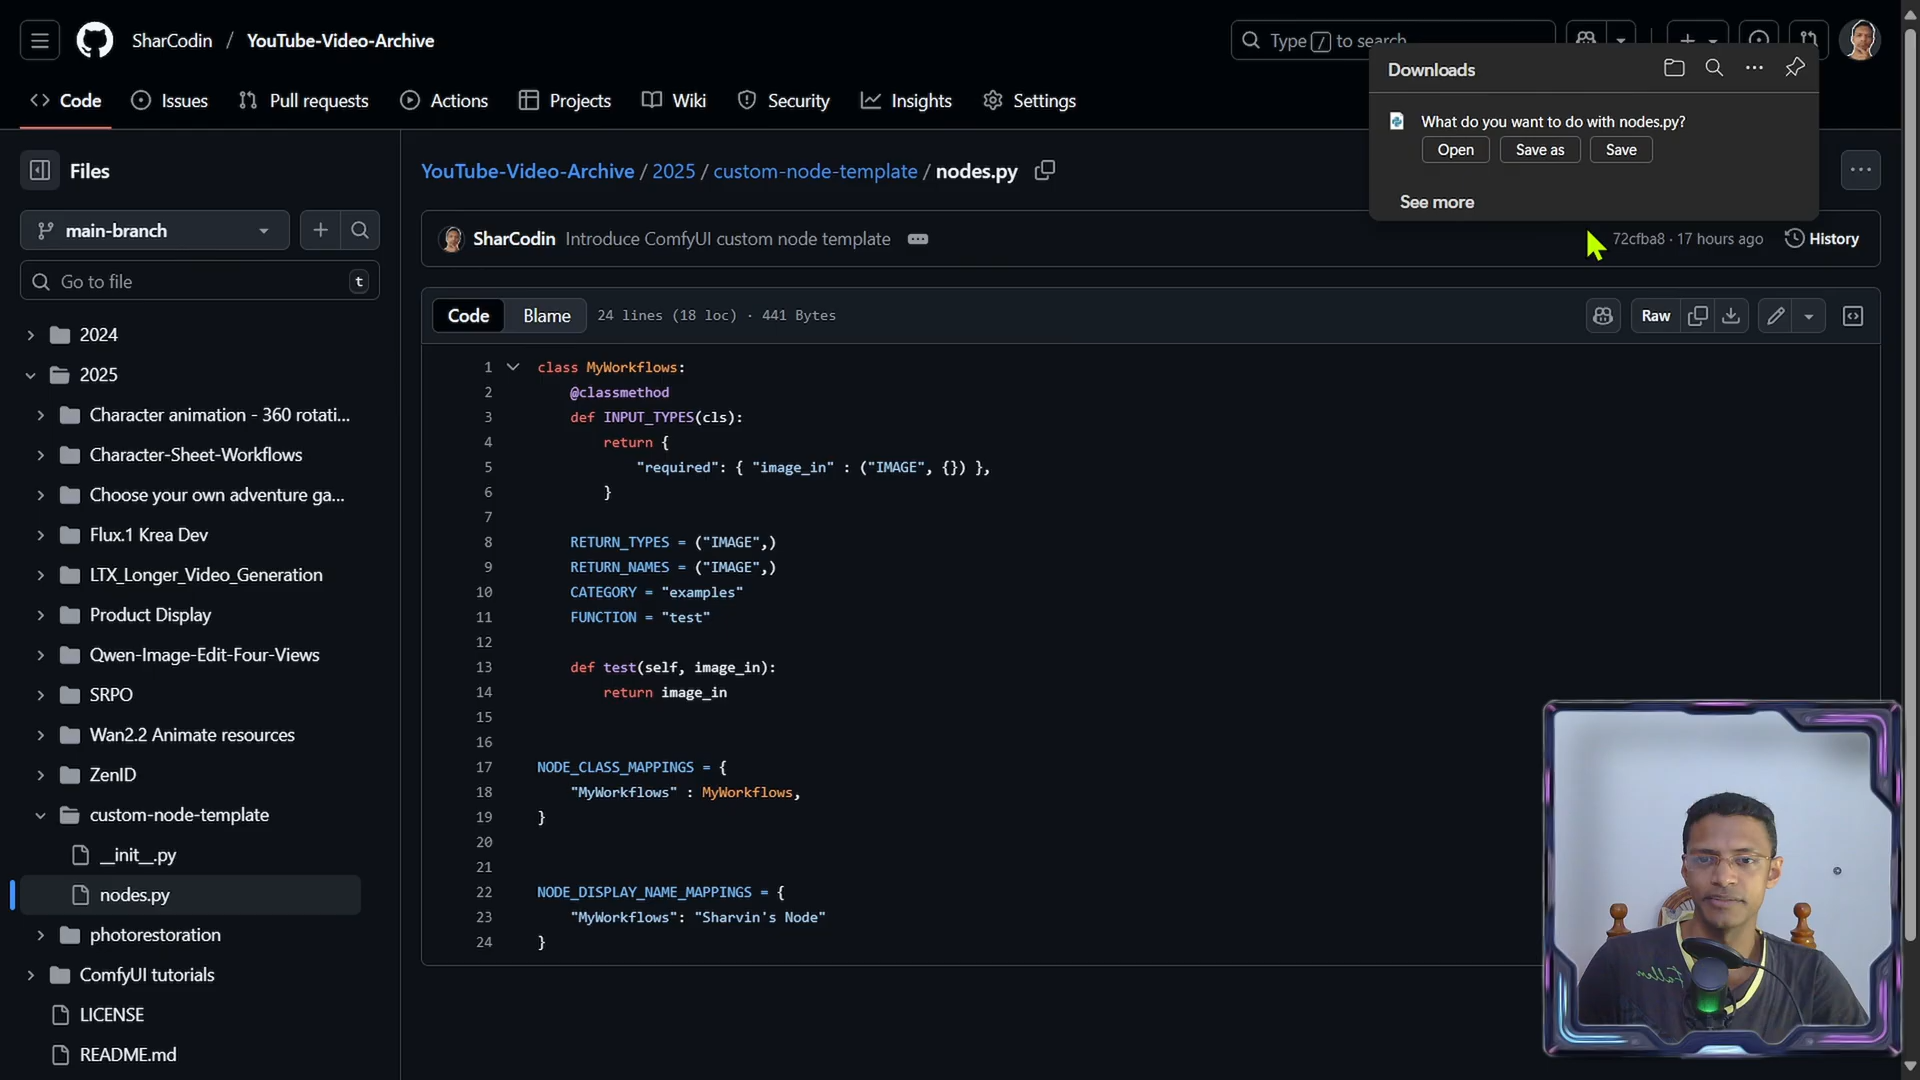 SharCodin / YouTube-Video-Archive
Type / to search
Code
Issues
Pull requests
Actions
Projects
Wiki
Security
Insights
Settings
Downloads
What do you want to do with nodes.py?
Open
Save as
Save
See more
Files
main-branch
Go to file
t
2024
2025
Character animation - 360 rotati...
Character-Sheet-Workflows
Choose your own adventure ga...
Flux.1 Krea Dev
LTX_Longer_Video_Generation
Product Display
Qwen-Image-Edit-Four-Views
SRPO
Wan2.2 Animate resources
ZenID
custom-node-template
__init__.py
nodes.py
photorestoration
ComfyUI tutorials
LICENSE
README.md
YouTube-Video-Archive / 2025 / custom-node-template / nodes.py
SharCodin Introduce ComfyUI custom node template
72cfba8 · 17 hours ago
History
Code
Blame
24 lines (18 loc) · 441 Bytes
Raw
1 class MyWorkflows:
2 @classmethod
3 def INPUT_TYPES(cls):
4 return {
5 "required": { "image_in" : ("IMAGE", {}) },
6 }
7
8 RETURN_TYPES = ("IMAGE",)
9 RETURN_NAMES = ("IMAGE",)
10 CATEGORY = "examples"
11 FUNCTION = "test"
12
13 def test(self, image_in):
14 return image_in
15
16
17 NODE_CLASS_MAPPINGS = {
18 "MyWorkflows" : MyWorkflows,
19 }
20
21
22 NODE_DISPLAY_NAME_MAPPINGS = {
23 "MyWorkflows": "Sharvin's Node"
24 }